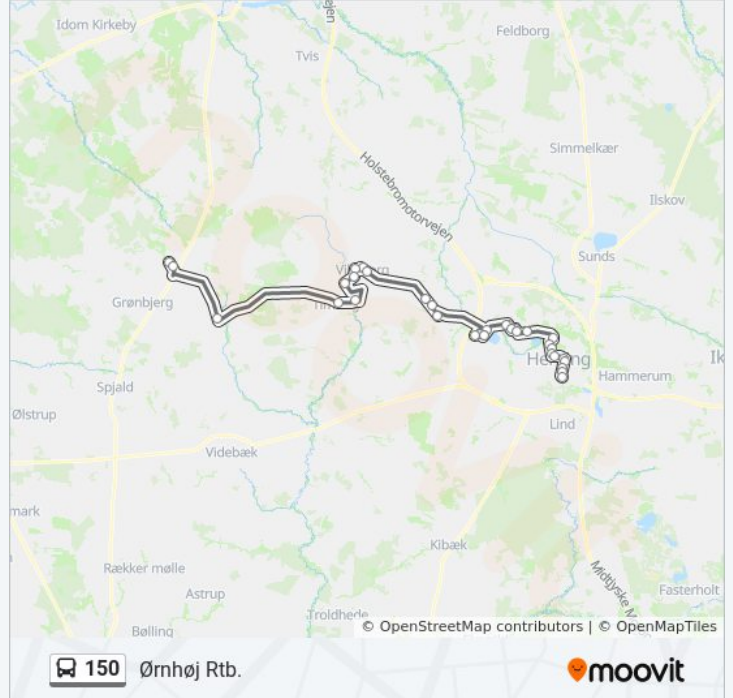 Idom Kirkeby
Feldborg
Tvis
Holstebromotorvejen
Simmelkær
Ilskov
Sunds
Grønbjerg
Hammerum
Spjald
Ølstrup
Lind
Videbæk
Kibæk
Rækker mølle
Astrup
Fasterholt
Troldhede
Bølling
© OpenStreetMap contributors | © OpenMapTiles
150 Ørnhøj Rtb.
moovit